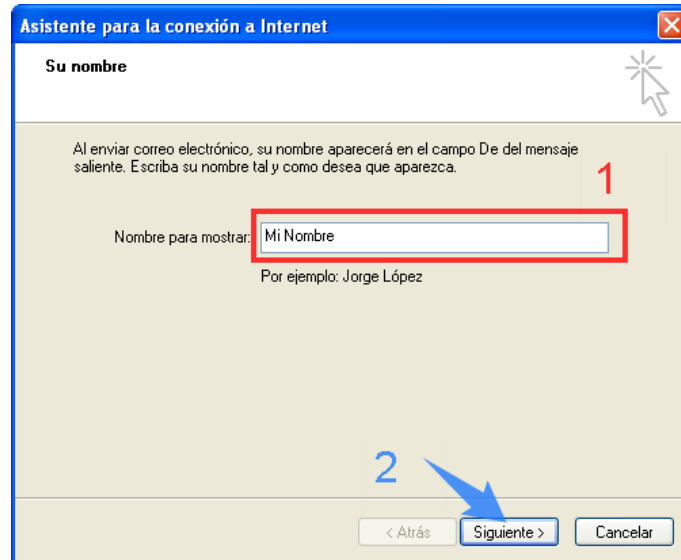 Asistente para la conexión a Internet
Su nombre
Al enviar correo electrónico, su nombre aparecerá en el campo De del mensaje
saliente. Escriba su nombre tal y como desea que aparezca.
1
Nombre para mostrar: Mi Nombre
Por ejemplo: Jorge López
2
< Atrás Siguiente > Cancelar